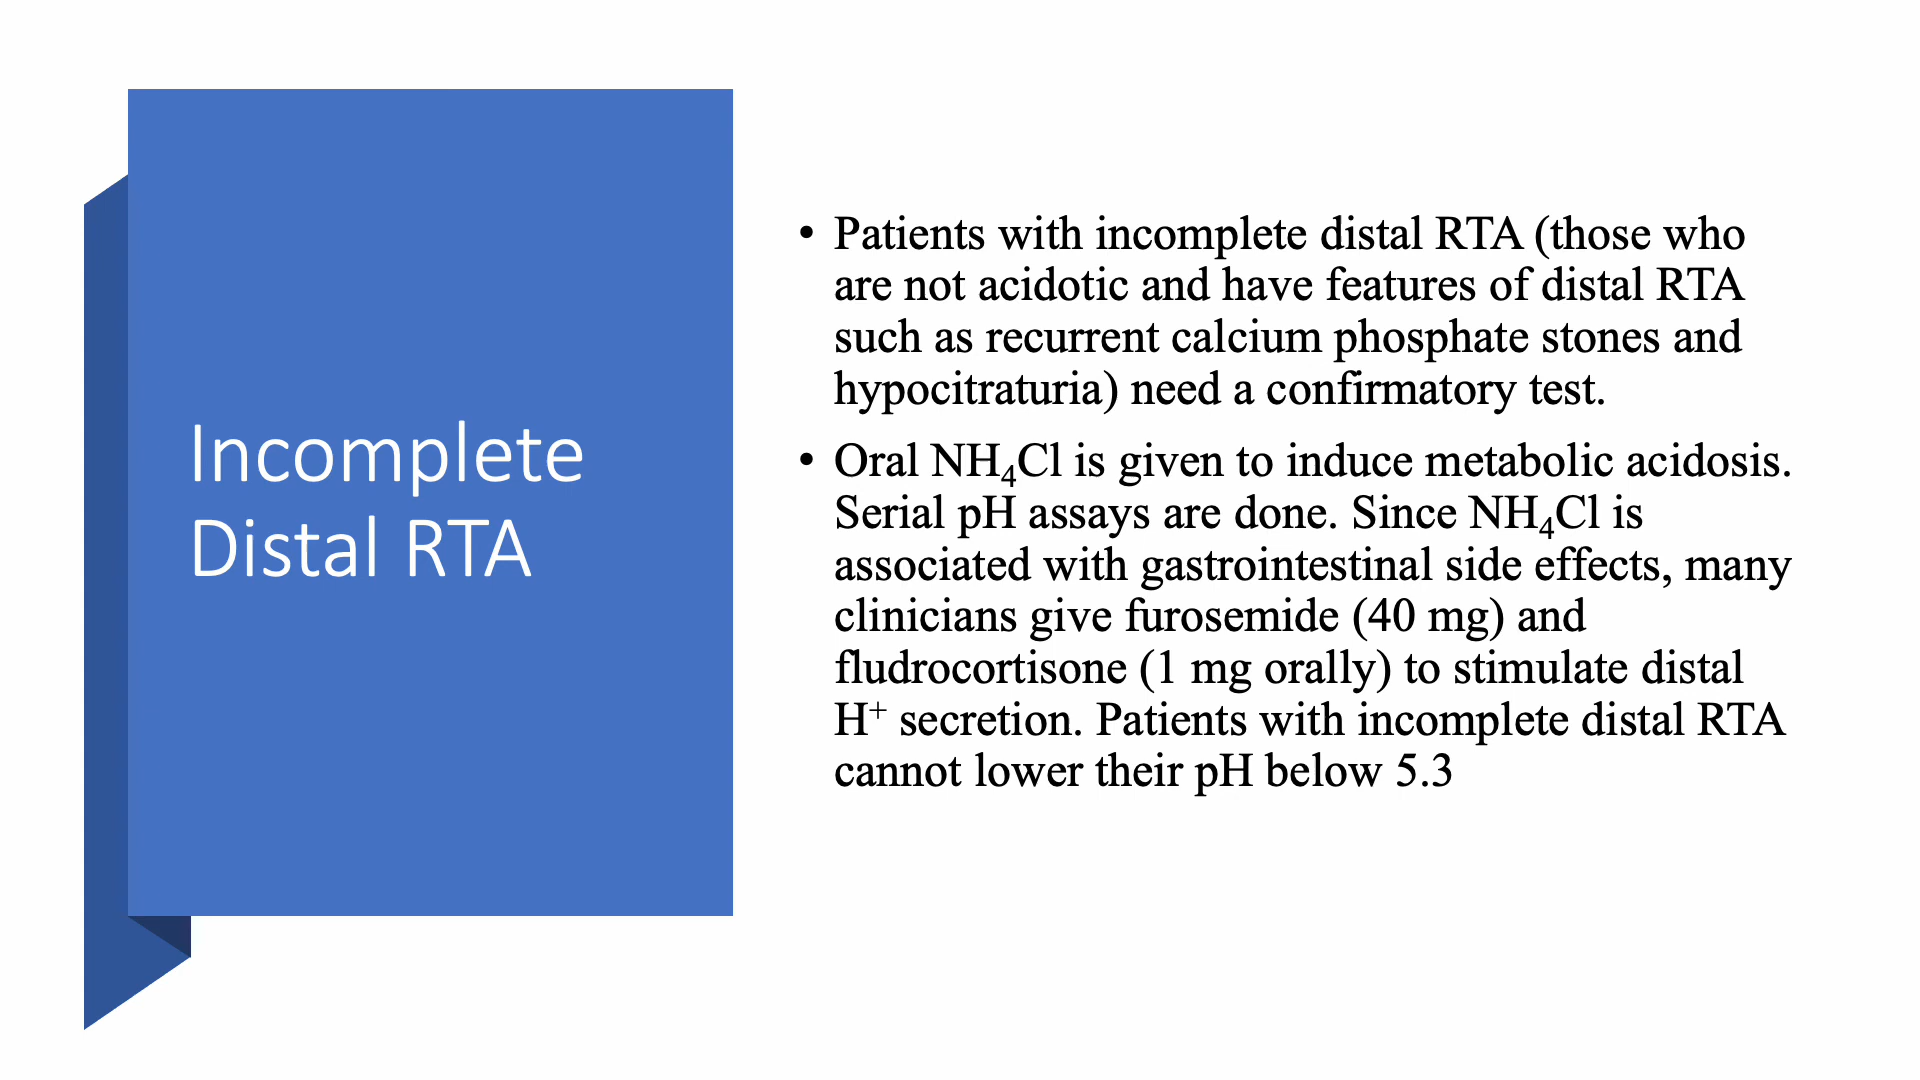 Incomplete
Distal RTA
• Patients with incomplete distal RTA (those who
are not acidotic and have features of distal RTA
such as recurrent calcium phosphate stones and
hypocitraturia) need a confirmatory test.
• Oral NH₄Cl is given to induce metabolic acidosis.
Serial pH assays are done. Since NH₄Cl is
associated with gastrointestinal side effects, many
clinicians give furosemide (40 mg) and
fludrocortisone (1 mg orally) to stimulate distal
H⁺ secretion. Patients with incomplete distal RTA
cannot lower their pH below 5.3